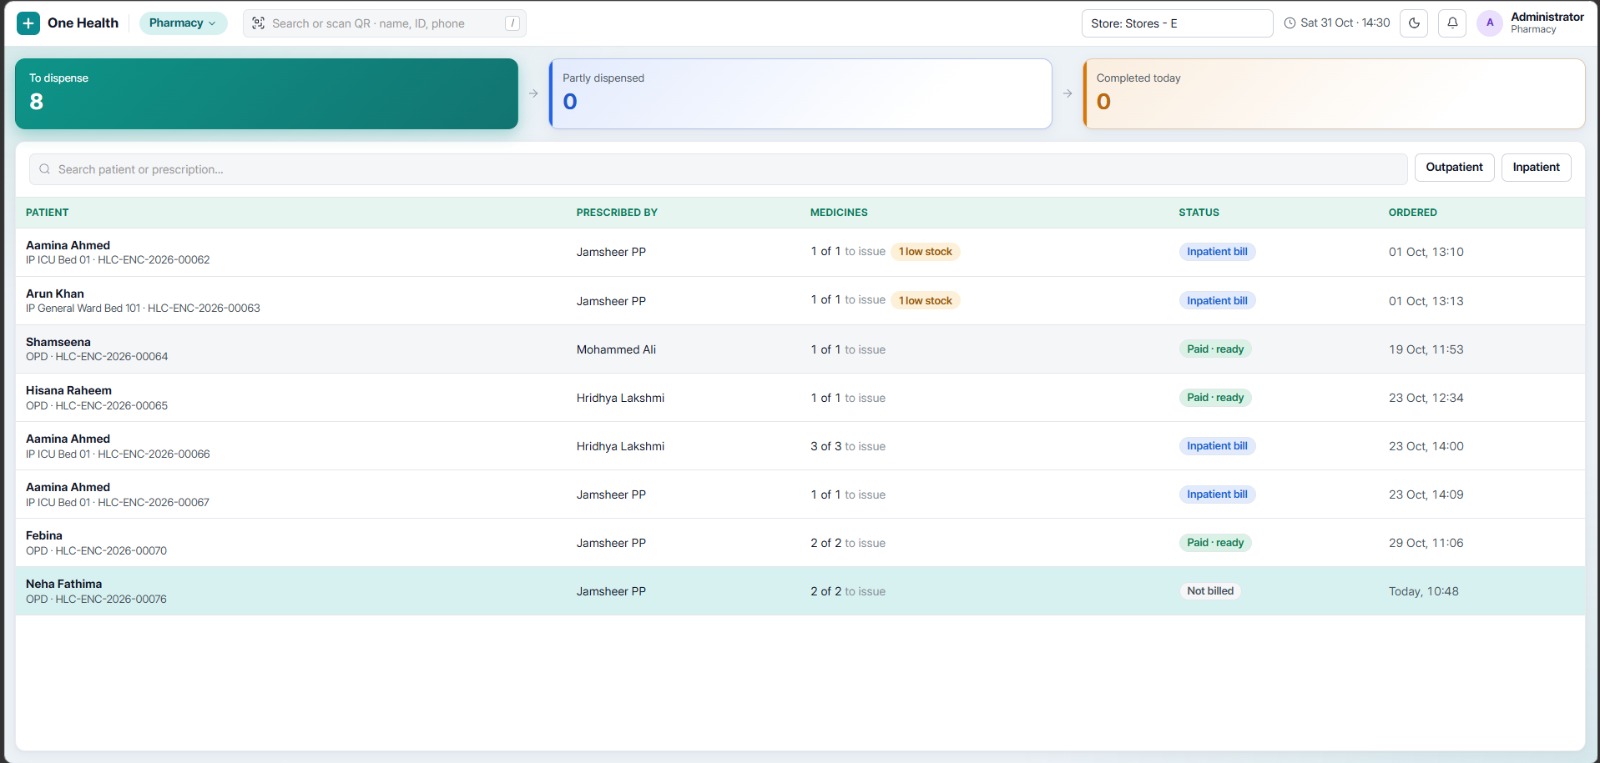 One Health
Pharmacy
Search or scan QR · name, ID, phone
/
Store: Stores - E
Sat 31 Oct · 14:30
A
Administrator
Pharmacy
To dispense
8
Partly dispensed
0
Completed today
0
Search patient or prescription...
Outpatient
Inpatient
PATIENT PRESCRIBED BY MEDICINES STATUS ORDERED
Aamina Ahmed
IP ICU Bed 01 · HLC-ENC-2026-00062
Jamsheer PP
1 of 1 to issue
1 low stock
Inpatient bill
01 Oct, 13:10
Arun Khan
IP General Ward Bed 101 · HLC-ENC-2026-00063
Jamsheer PP
1 of 1 to issue
1 low stock
Inpatient bill
01 Oct, 13:13
Shamseena
OPD · HLC-ENC-2026-00064
Mohammed Ali
1 of 1 to issue
Paid · ready
19 Oct, 11:53
Hisana Raheem
OPD · HLC-ENC-2026-00065
Hridhya Lakshmi
1 of 1 to issue
Paid · ready
23 Oct, 12:34
Aamina Ahmed
IP ICU Bed 01 · HLC-ENC-2026-00066
Hridhya Lakshmi
3 of 3 to issue
Inpatient bill
23 Oct, 14:00
Aamina Ahmed
IP ICU Bed 01 · HLC-ENC-2026-00067
Jamsheer PP
1 of 1 to issue
Inpatient bill
23 Oct, 14:09
Febina
OPD · HLC-ENC-2026-00070
Jamsheer PP
2 of 2 to issue
Paid · ready
29 Oct, 11:06
Neha Fathima
OPD · HLC-ENC-2026-00076
Jamsheer PP
2 of 2 to issue
Not billed
Today, 10:48